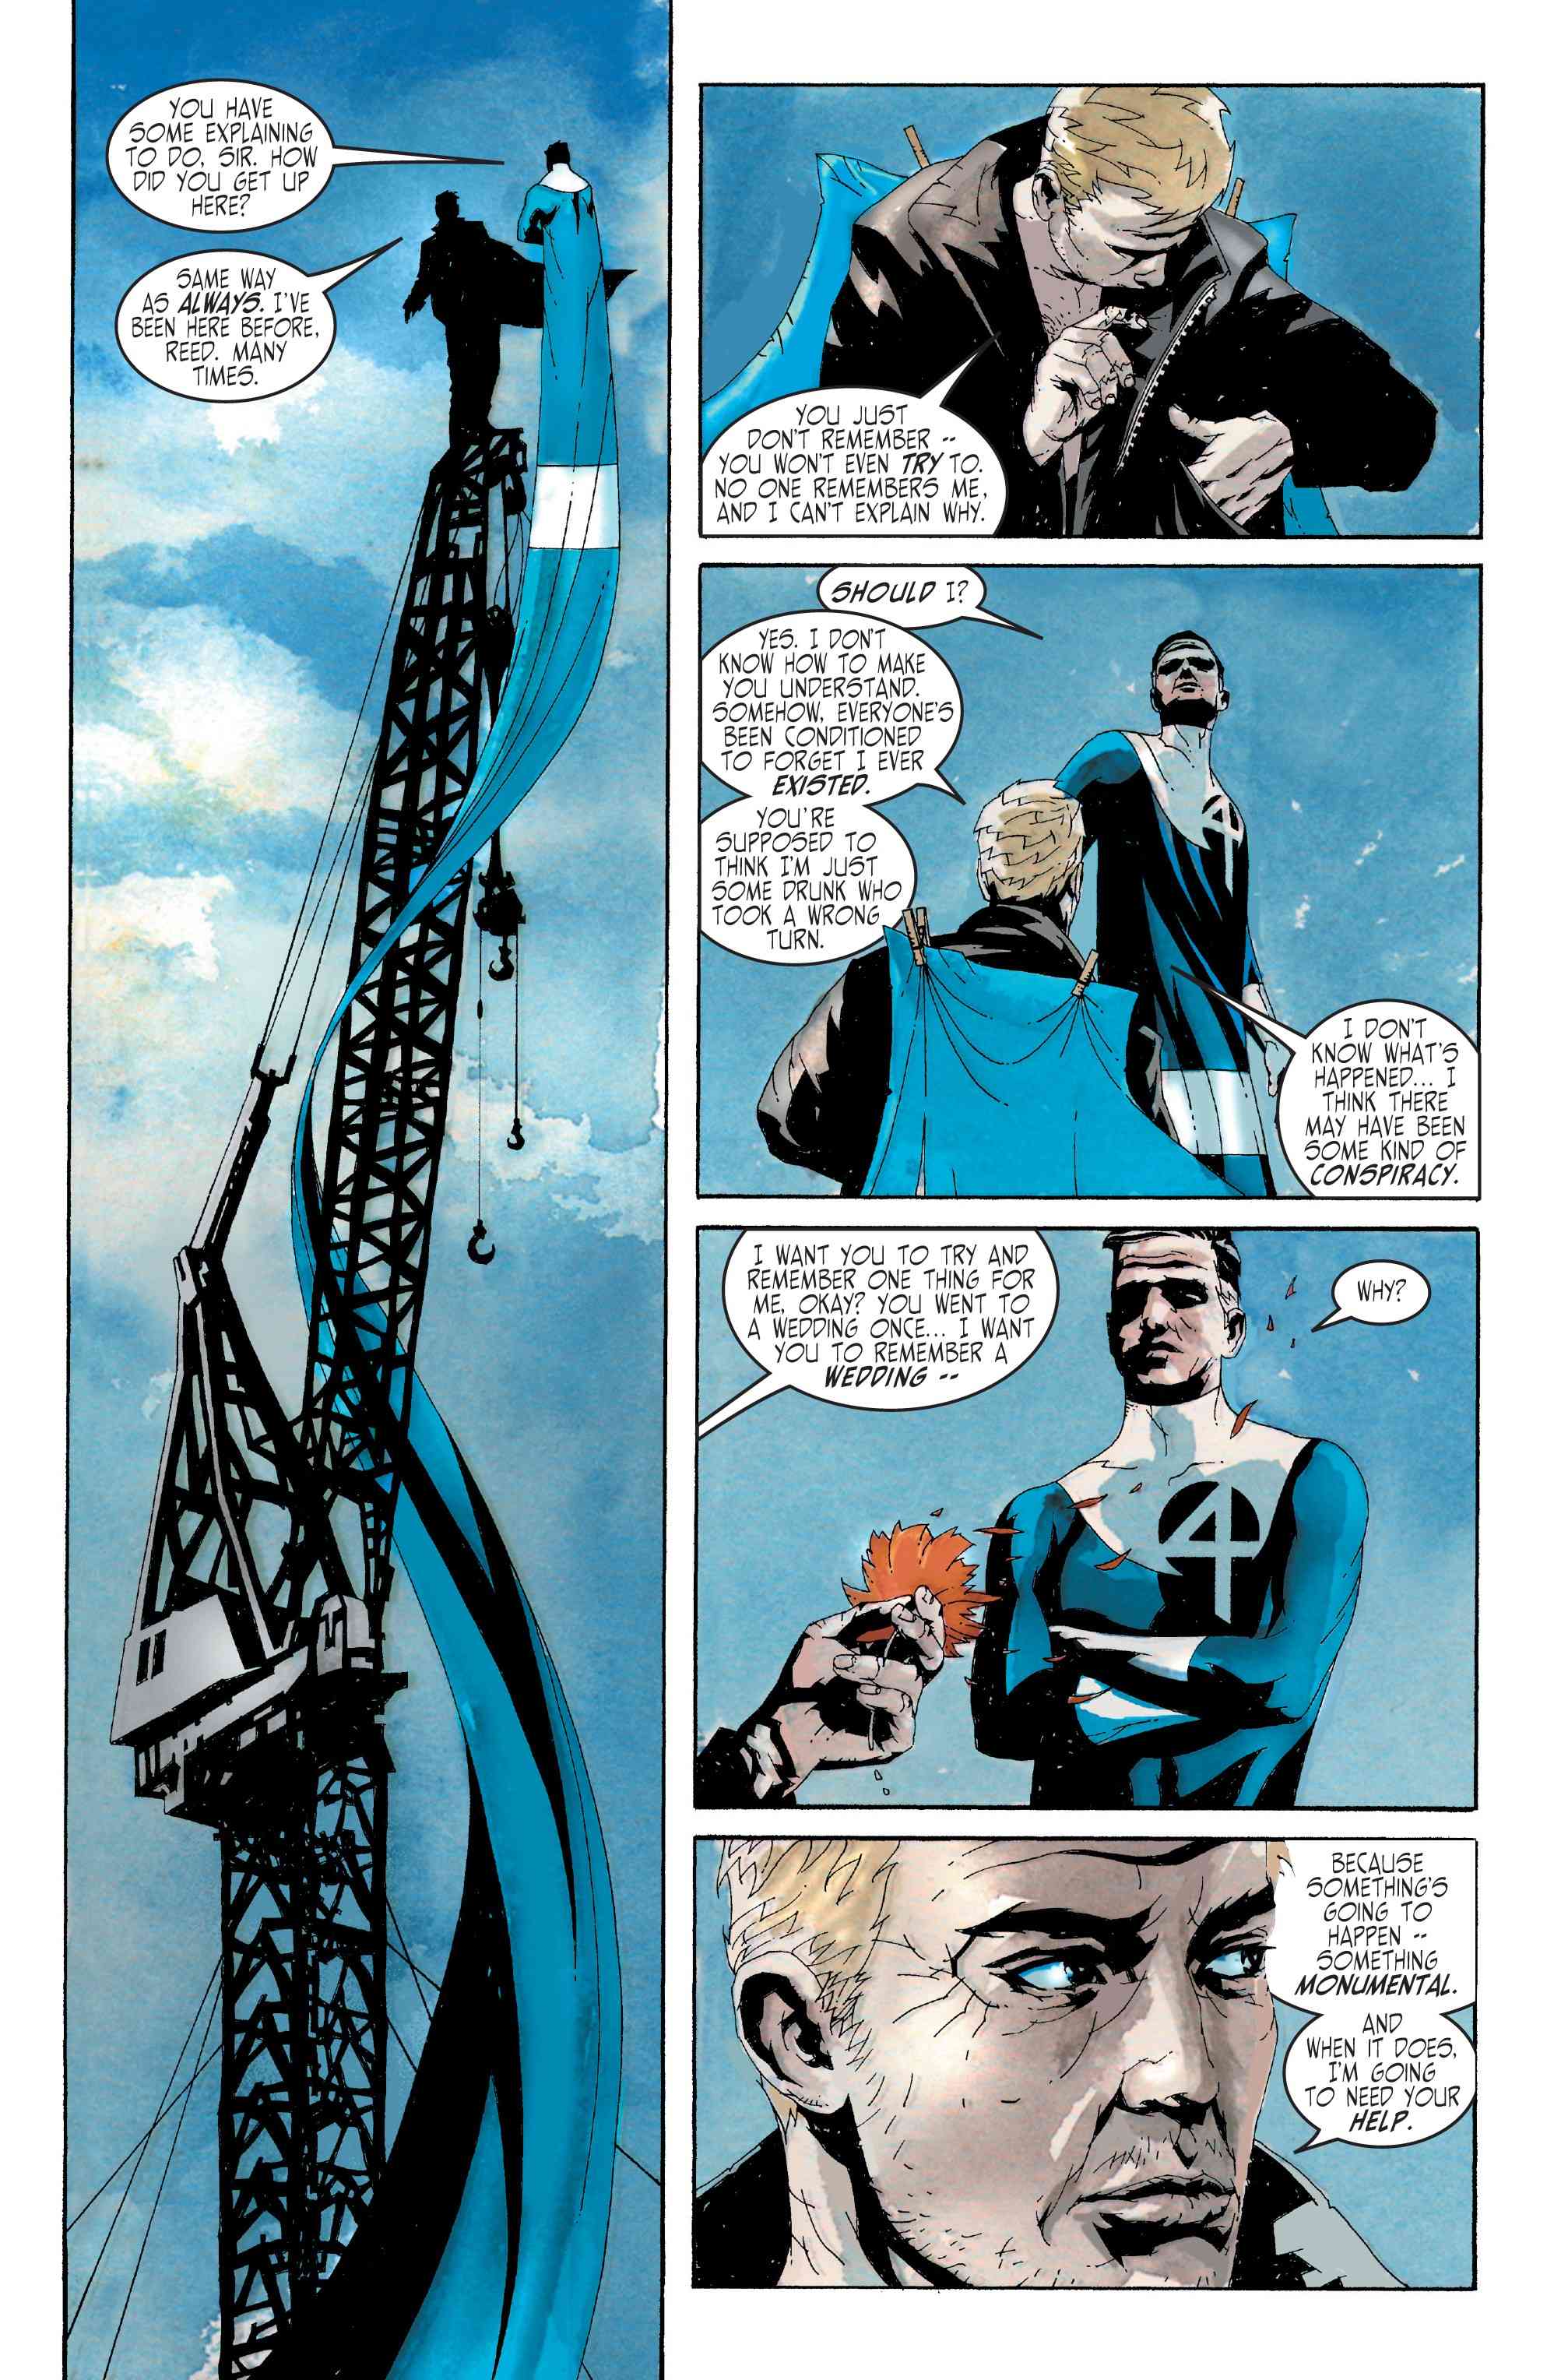 YOU HAVE
SOME EXPLAINING
TO DO, SIR. HOW
DID YOU GET UP
HERE?
SAME WAY
AS ALWAYS. I'VE
BEEN HERE BEFORE,
REED. MANY
TIMES.
YOU JUST
DON'T REMEMBER --
YOU WON'T EVEN TRY TO.
NO ONE REMEMBERS ME,
AND I CAN'T EXPLAIN WHY.
SHOULD I?
YES. I DON'T
KNOW HOW TO MAKE
YOU UNDERSTAND.
SOMEHOW, EVERYONE'S
BEEN CONDITIONED
TO FORGET I EVER
EXISTED.
YOU'RE
SUPPOSED TO
THINK I'M JUST
SOME DRUNK WHO
TOOK A WRONG
TURN.
4
I DON'T
KNOW WHAT'S
HAPPENED... I
THINK THERE
MAY HAVE BEEN
SOME KIND OF
CONSPIRACY.
I WANT YOU TO TRY AND
REMEMBER ONE THING FOR
ME, OKAY? YOU WENT TO
A WEDDING ONCE... I WANT
YOU TO REMEMBER A
WEDDING --
WHY?
4
BECAUSE
SOMETHING'S
GOING TO
HAPPEN --
SOMETHING
MONUMENTAL.
AND
WHEN IT DOES,
I'M GOING
TO NEED YOUR
HELP.